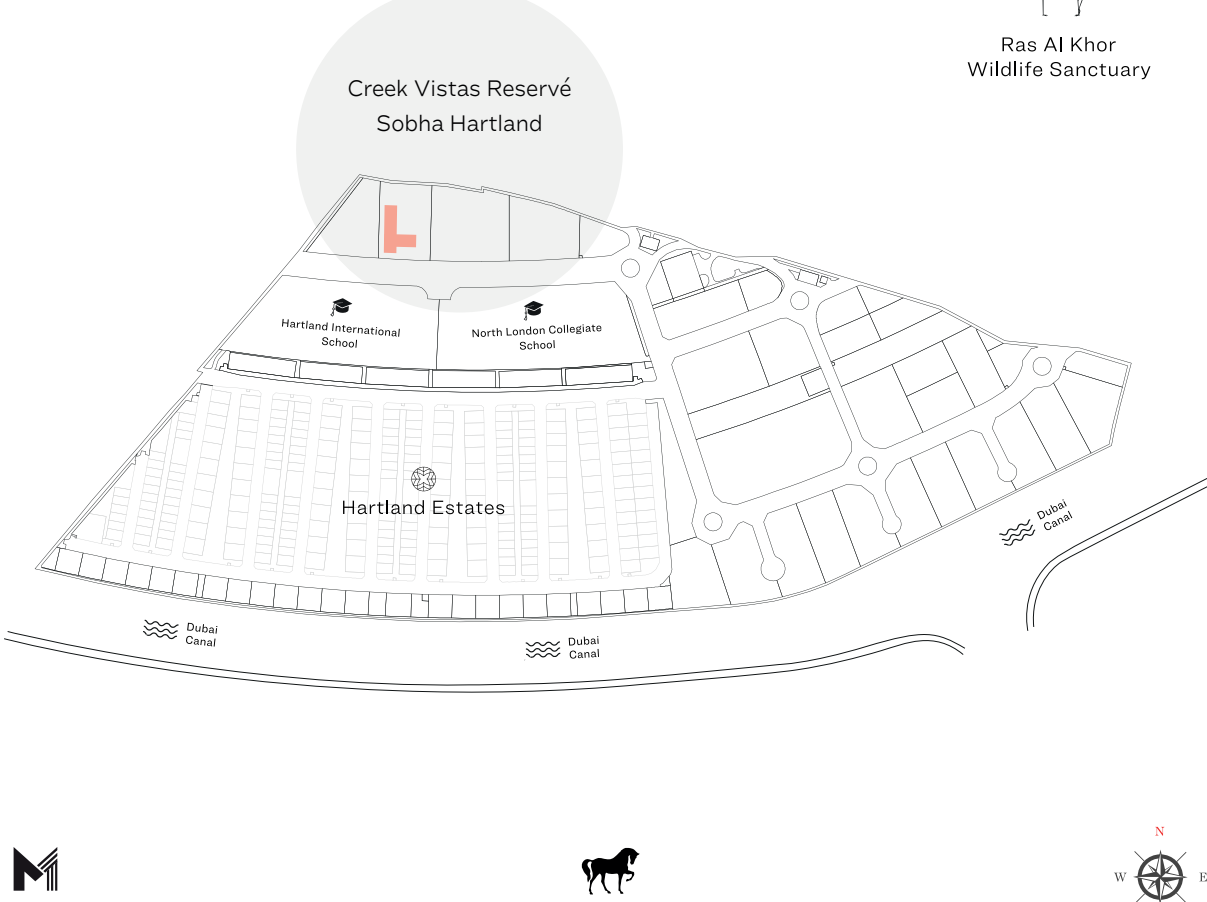 Ras Al Khor
Wildlife Sanctuary
Creek Vistas Reservé
Sobha Hartland
Hartland International
School
North London Collegiate
School
Hartland Estates
Dubai
Canal
Dubai
Canal
Dubai
Canal
M
N
W
E